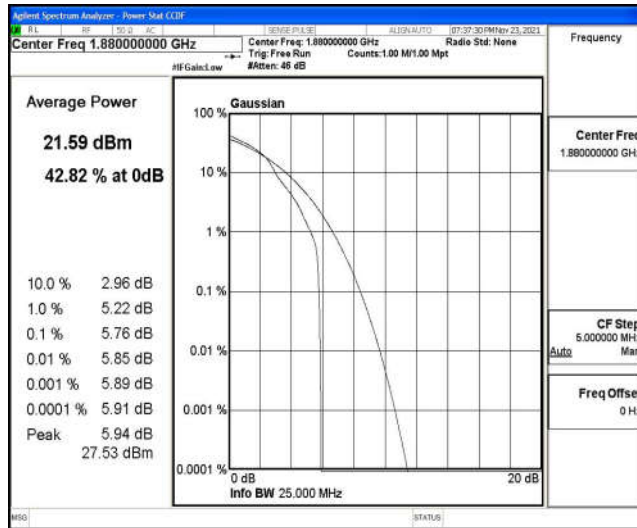 Agilent Spectrum Analyzer - Power Stat CCDF
RL RF 50 Ω AC SENSE:PULSE ALIGN AUTO 07:37:30 PM Nov 23, 2021
Center Freq 1.880000000 GHz
Center Freq: 1.880000000 GHz Radio Std: None
Trig: Free Run Counts:1.00 M/1.00 Mpt
#IFGain:Low #Atten: 46 dB
Frequency
Average Power
21.59 dBm
42.82 % at 0dB
10.0 % 2.96 dB
1.0 % 5.22 dB
0.1 % 5.76 dB
0.01 % 5.85 dB
0.001 % 5.89 dB
0.0001 % 5.91 dB
Peak 5.94 dB
27.53 dBm
Gaussian
100 %
10 %
1 %
0.1 %
0.01 %
0.001 %
0.0001 %
0 dB 20 dB
Info BW 25.000 MHz
Center Freq
1.880000000 GH
CF Step
5.000000 MH
Auto Ma
Freq Offse
0 H
MSG STATUS